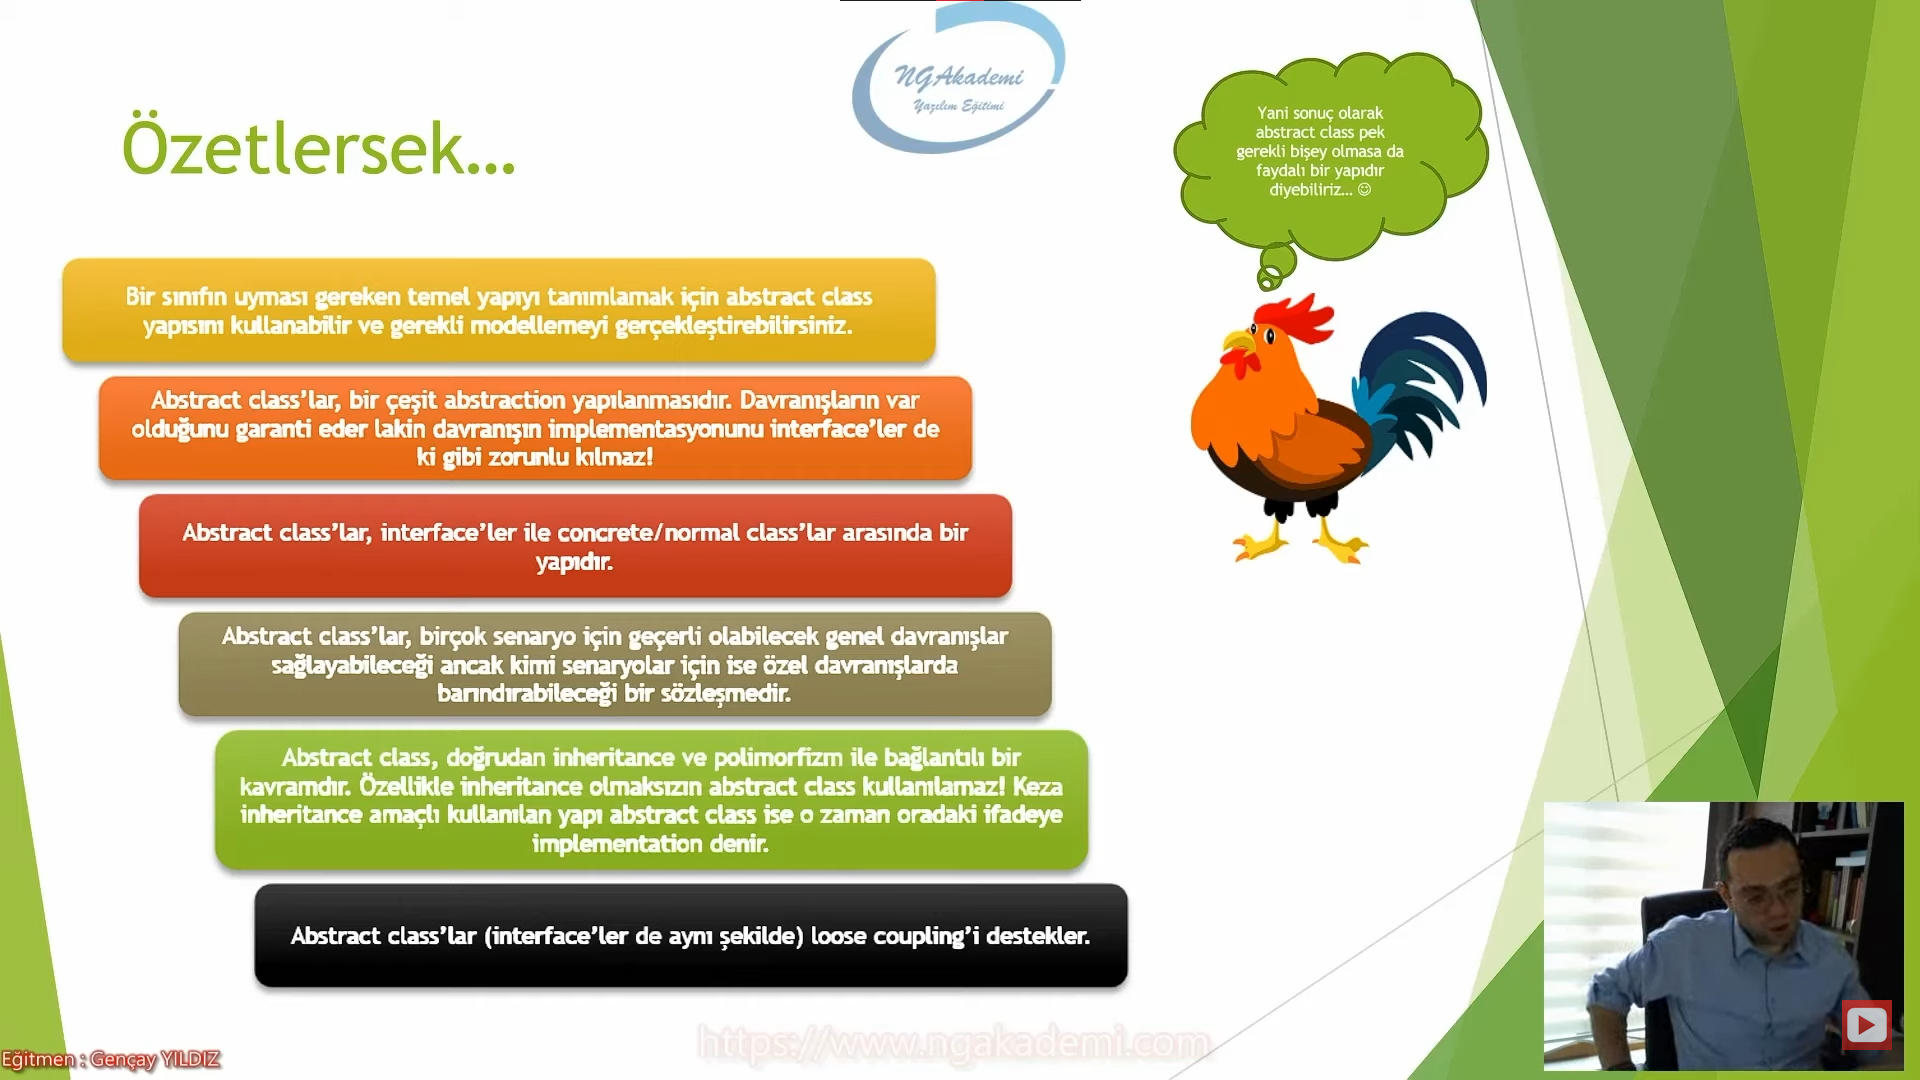 NGAkademi
Yazılım Eğitimi
Özetlersek...
Yani sonuç olarak
abstract class pek
gerekli bişey olmasa da
faydalı bir yapıdır
diyebiliriz... ☺
Bir sınıfın uyması gereken temel yapıyı tanımlamak için abstract class
yapısını kullanabilir ve gerekli modellemeyi gerçekleştirebilirsiniz.
Abstract class'lar, bir çeşit abstraction yapılanmasıdır. Davranışların var
olduğunu garanti eder lakin davranışın implementasyonunu interface'ler de
ki gibi zorunlu kılmaz!
Abstract class'lar, interface'ler ile concrete/normal class'lar arasında bir
yapıdır.
Abstract class'lar, birçok senaryo için geçerli olabilecek genel davranışlar
sağlayabileceği ancak kimi senaryolar için ise özel davranışlarda
barındırabileceği bir sözleşmedir.
Abstract class, doğrudan inheritance ve polimorfizm ile bağlantılı bir
kavramdır. Özellikle inheritance olmaksızın abstract class kullanılamaz! Keza
inheritance amaçlı kullanılan yapı abstract class ise o zaman oradaki ifadeye
implementation denir.
Abstract class'lar (interface'ler de aynı şekilde) loose coupling'i destekler.
https://www.ngakademi.com
Eğitmen : Gençay YILDIZ